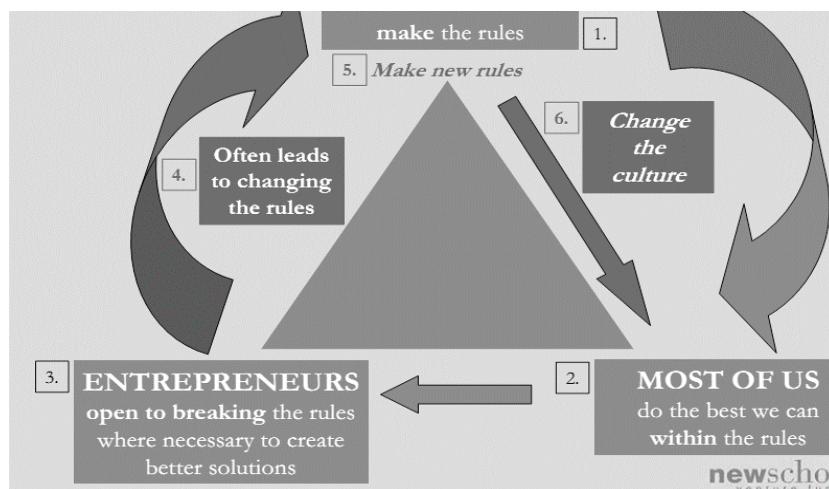 make the rules
1.
5. Make new rules
6. Change
the
culture
4. Often leads
to changing
the rules
3. ENTREPRENEURS
open to breaking the rules
where necessary to create
better solutions
2. MOST OF US
do the best we can
within the rules
newscho